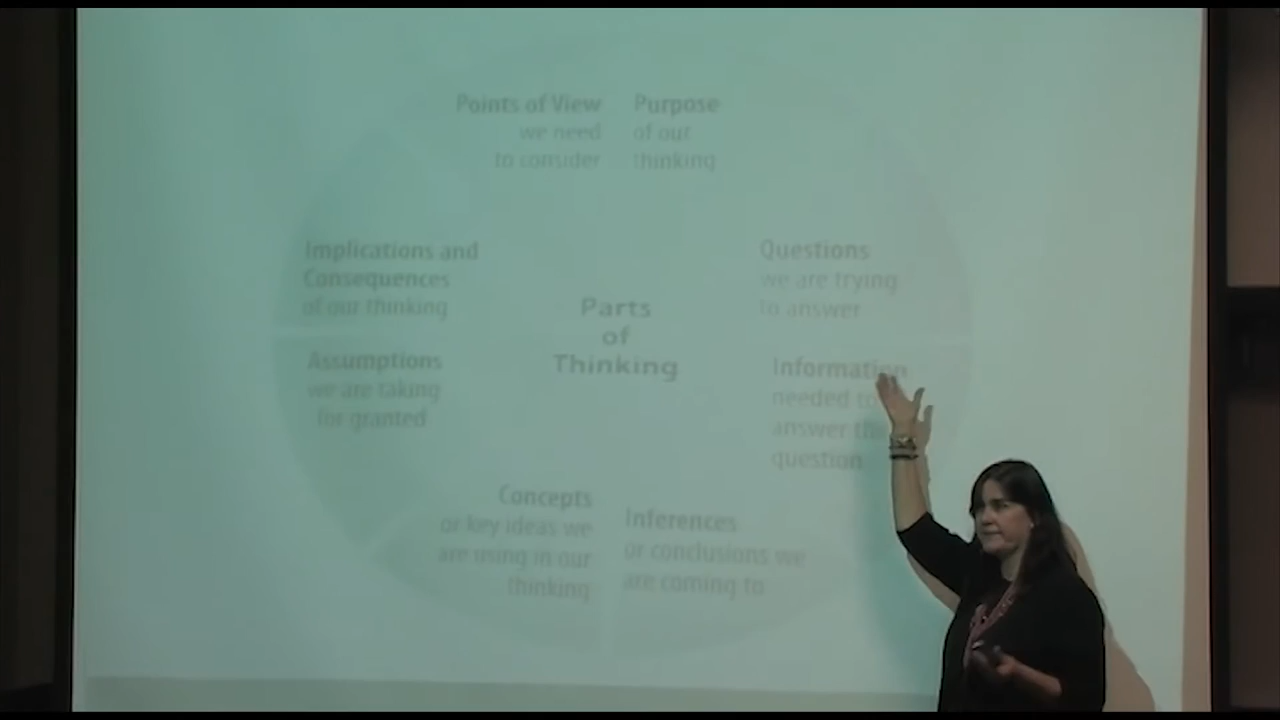 Points of View
we need
to consider
Purpose
of our
thinking
Implications and
Consequences
of our thinking
Questions
we are trying
to answer
Parts
of
Thinking
Assumptions
we are taking
for granted
Information
needed to
answer the
question
Concepts
or key ideas we
are using in our
thinking
Inferences
or conclusions we
are coming to